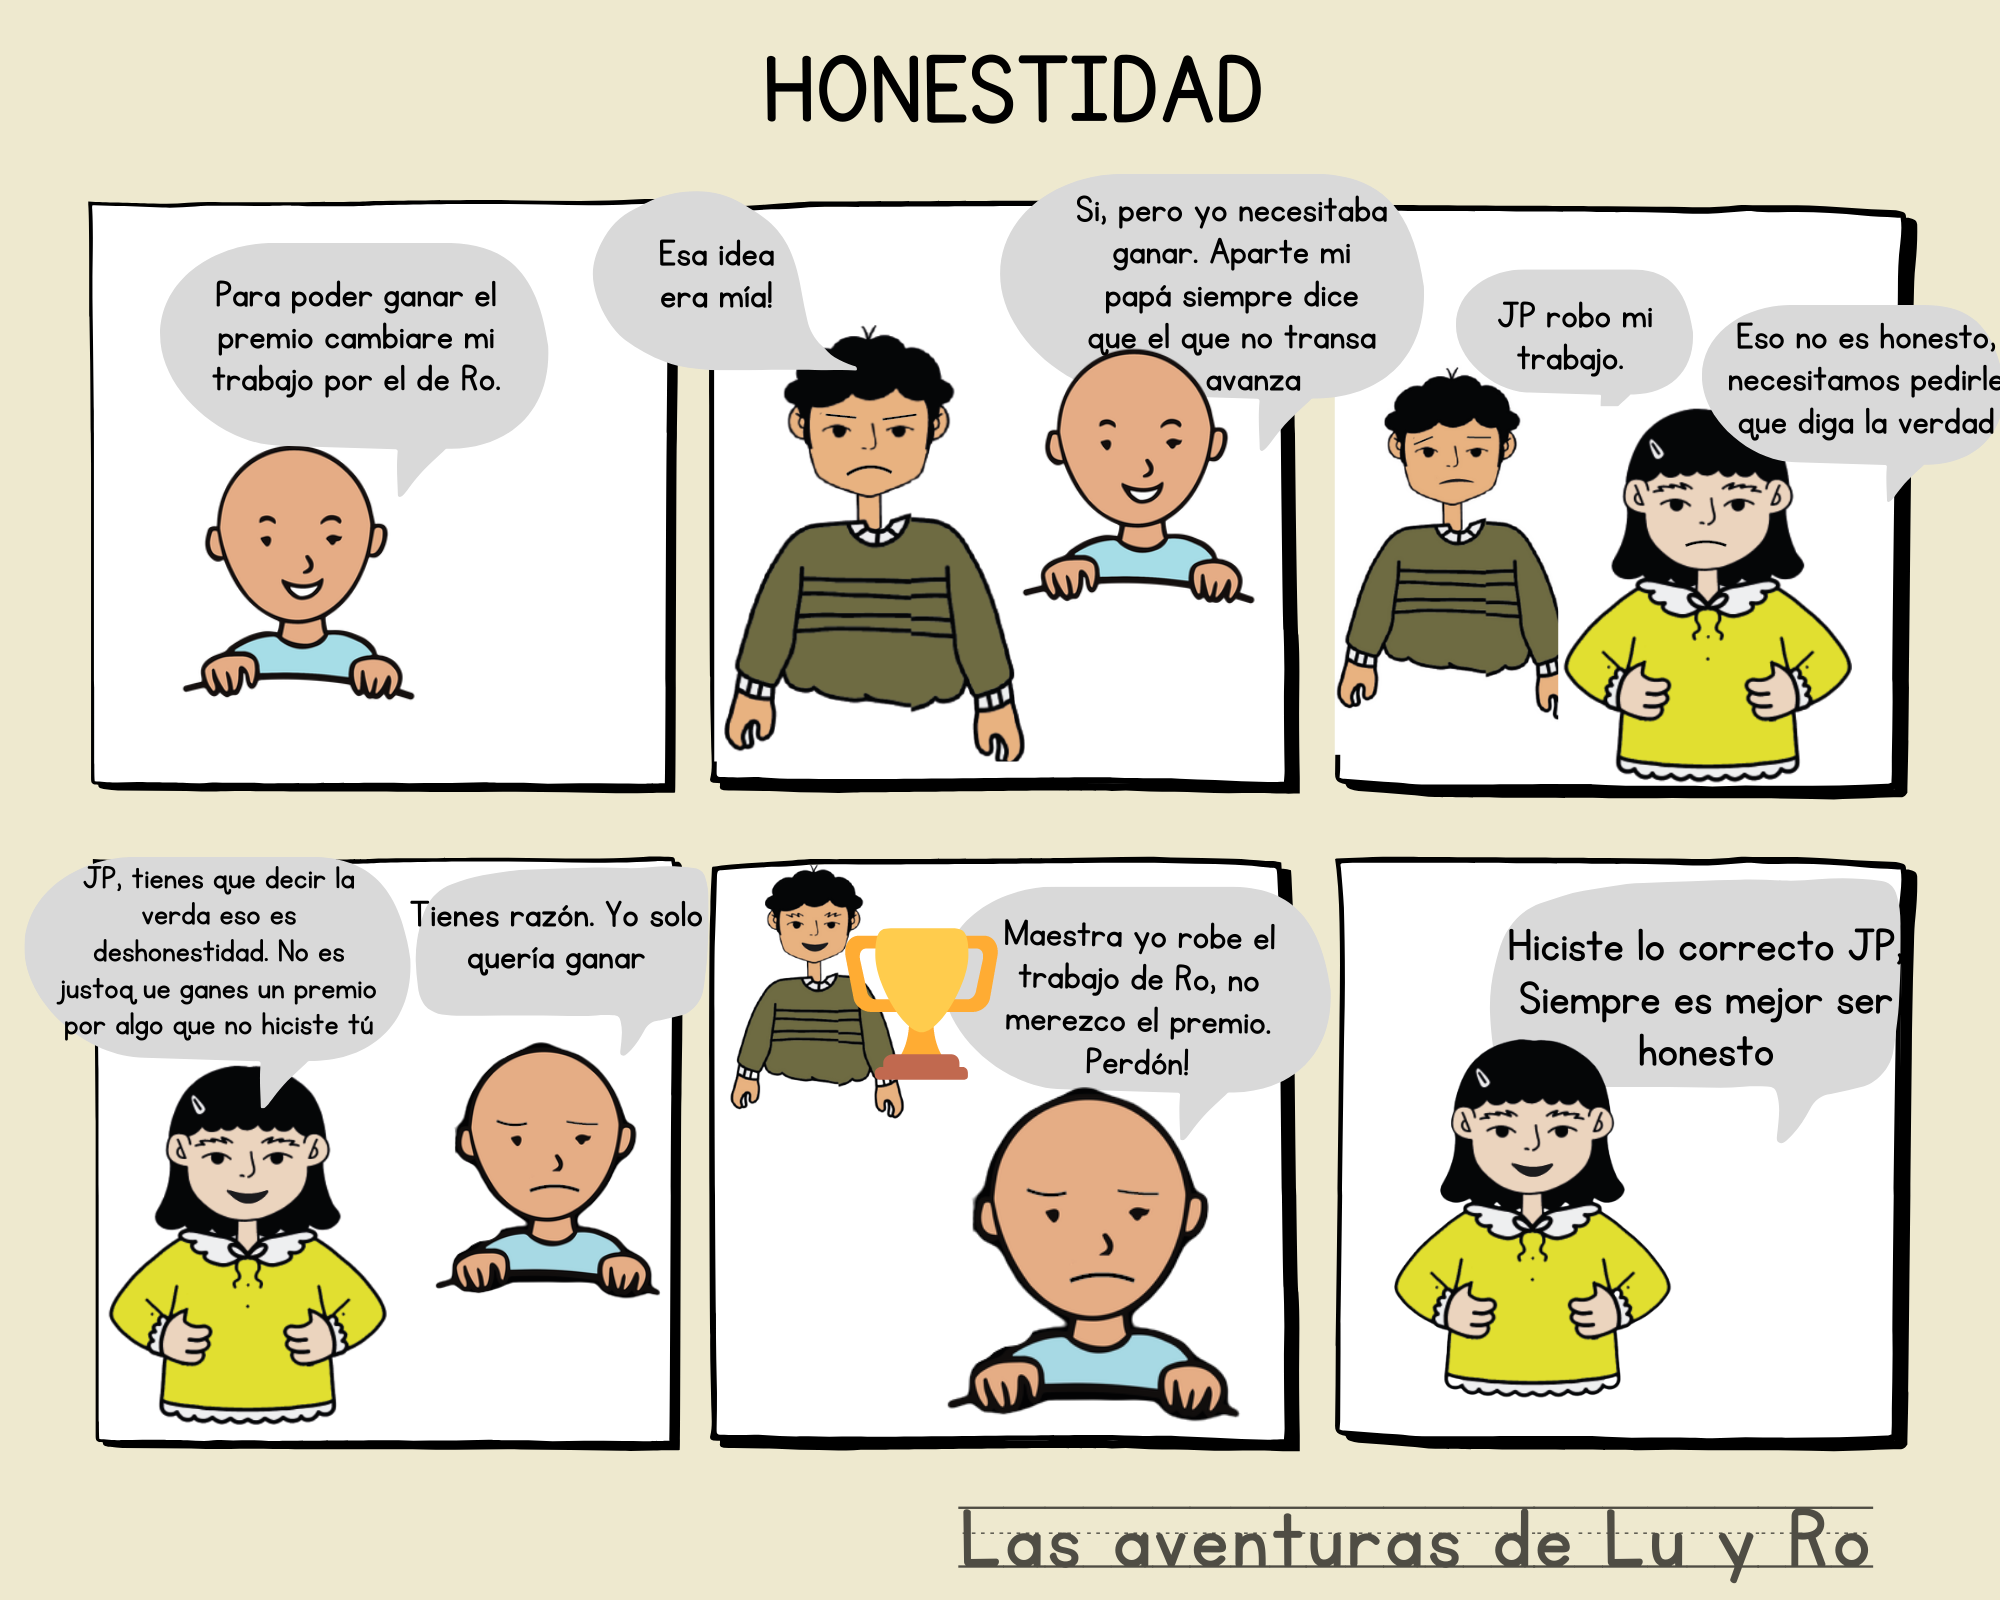 HONESTIDAD
Para poder ganar el
premio cambiare mi
trabajo por el de Ro.
Esa idea
era mía!
Si, pero yo necesitaba
ganar. Aparte mi
papá siempre dice
que el que no transa
avanza
JP robo mi
trabajo.
Eso no es honesto,
necesitamos pedirle
que diga la verdad
JP, tienes que decir la
verda eso es
deshonestidad. No es
justoq ue ganes un premio
por algo que no hiciste tú
Tienes razón. Yo solo
quería ganar
Maestra yo robe el
trabajo de Ro, no
merezco el premio.
Perdón!
Hiciste lo correcto JP,
Siempre es mejor ser
honesto
Las aventuras de Lu y Ro